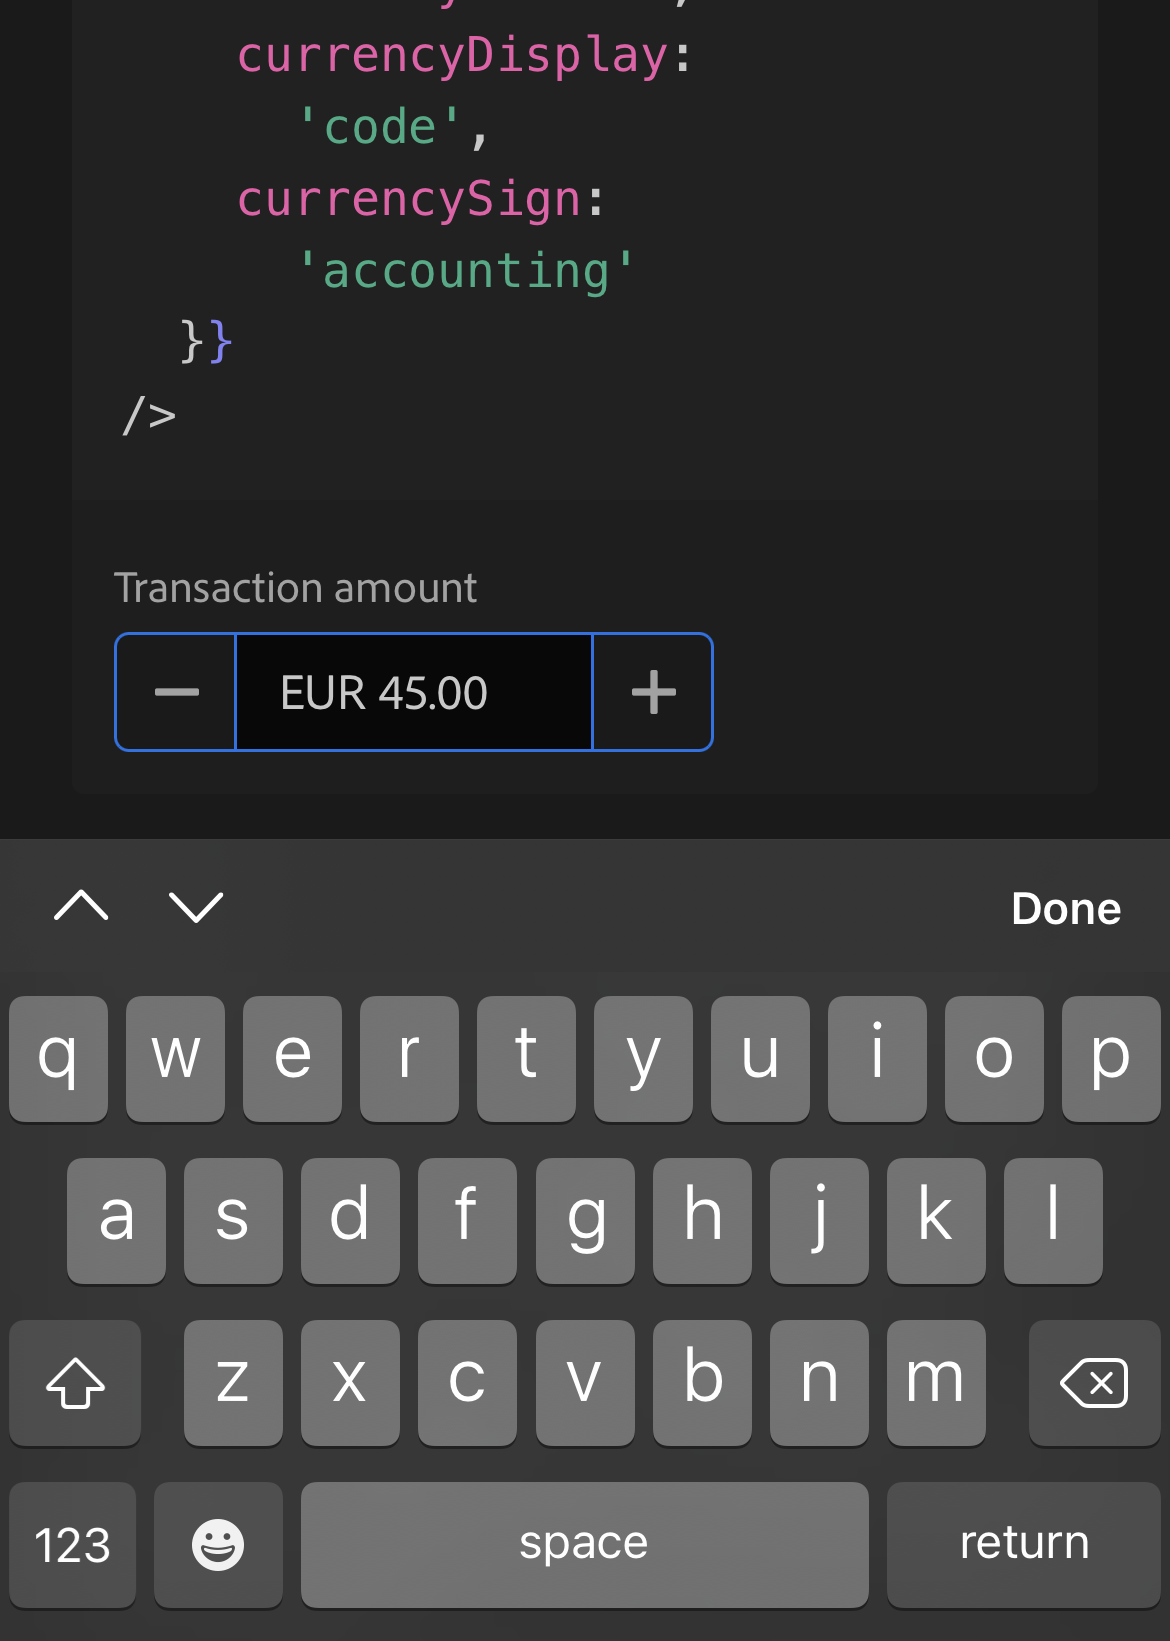 currencyDisplay:
'code',
currencySign:
'accounting'
}}
/>
Transaction amount
EUR 45.00
Done
q w e r t y u i o p
a s d f g h j k l
z x c v b n m
123 space return